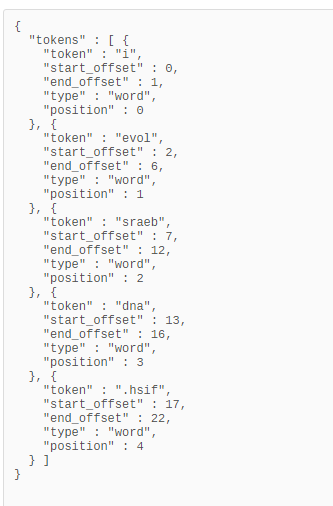 {
  "tokens" : [ {
    "token" : "i",
    "start_offset" : 0,
    "end_offset" : 1,
    "type" : "word",
    "position" : 0
  }, {
    "token" : "evol",
    "start_offset" : 2,
    "end_offset" : 6,
    "type" : "word",
    "position" : 1
  }, {
    "token" : "sraeb",
    "start_offset" : 7,
    "end_offset" : 12,
    "type" : "word",
    "position" : 2
  }, {
    "token" : "dna",
    "start_offset" : 13,
    "end_offset" : 16,
    "type" : "word",
    "position" : 3
  }, {
    "token" : ".hsif",
    "start_offset" : 17,
    "end_offset" : 22,
    "type" : "word",
    "position" : 4
  } ]
}